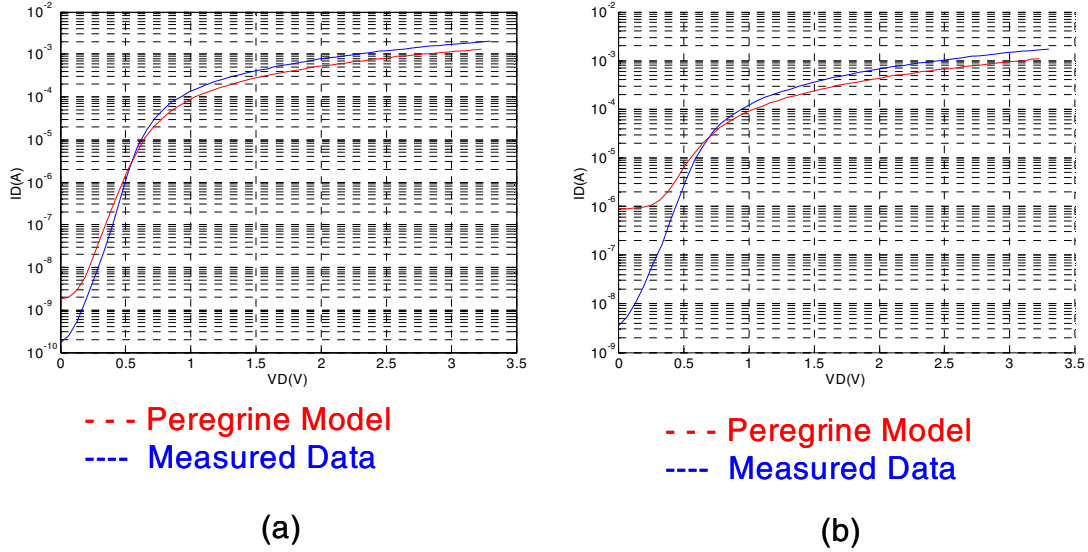 10^-2
10^-3
10^-4
10^-5
10^-6
10^-7
10^-8
10^-9
10^-10
ID(A)
0 0.5 1 1.5 2 2.5 3 3.5
VD(V)
- - - Peregrine Model
---- Measured Data
(a)
10^-2
10^-3
10^-4
10^-5
10^-6
10^-7
10^-8
10^-9
ID(A)
0 0.5 1 1.5 2 2.5 3 3.5
VD(V)
- - - Peregrine Model
---- Measured Data
(b)